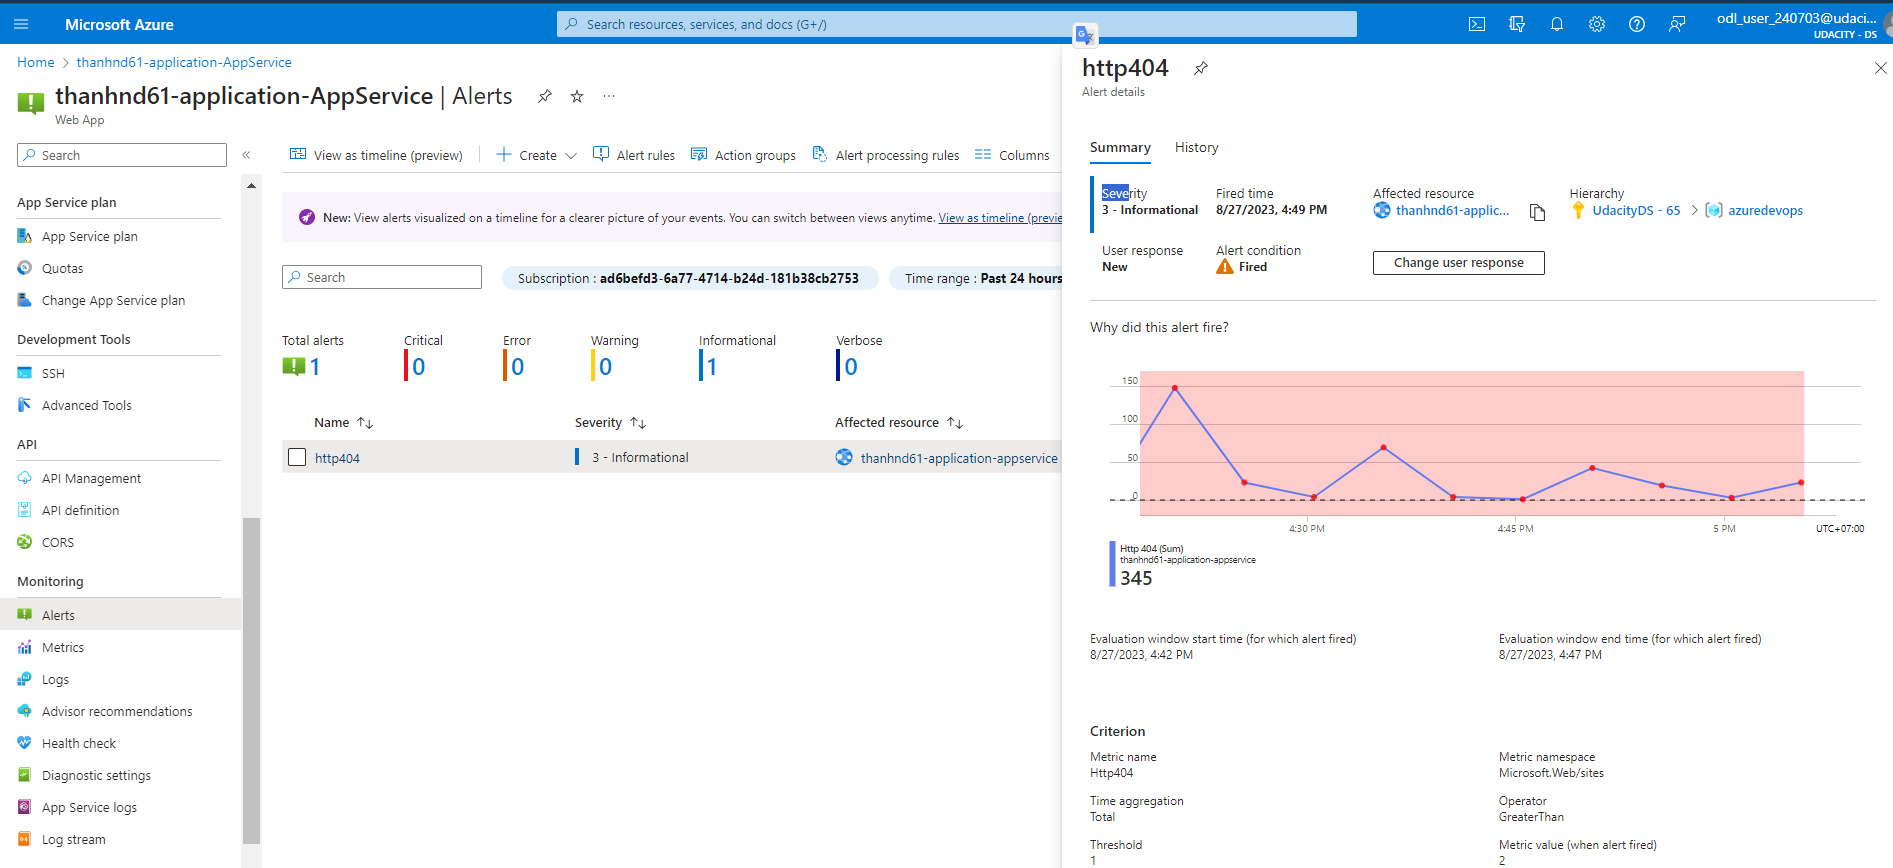 Microsoft Azure
Search resources, services, and docs (G+/)
odl_user_240703@udaci...
UDACITY - DS
Home > thanhnd61-application-AppService
thanhnd61-application-AppService | Alerts
Web App
Search
«
App Service plan
App Service plan
Quotas
Change App Service plan
Development Tools
SSH
Advanced Tools
API
API Management
API definition
CORS
Monitoring
Alerts
Metrics
Logs
Advisor recommendations
Health check
Diagnostic settings
App Service logs
Log stream
View as timeline (preview)
Create
Alert rules
Action groups
Alert processing rules
Columns
New: View alerts visualized on a timeline for a clearer picture of your events. You can switch between views anytime. View as timeline (previe
Search
Subscription : ad6befd3-6a77-4714-b24d-181b38cb2753
Time range : Past 24 hours
Total alerts
1
Critical
0
Error
0
Warning
0
Informational
1
Verbose
0
Name
Severity
Affected resource
http404
3 - Informational
thanhnd61-application-appservice
http404
Alert details
Summary
History
Severity
3 - Informational
Fired time
8/27/2023, 4:49 PM
Affected resource
thanhnd61-applic...
Hierarchy
UdacityDS - 65 > azuredevops
User response
New
Alert condition
Fired
Change user response
Why did this alert fire?
150
100
50
0
4:30 PM
4:45 PM
5 PM
UTC+07:00
Http 404 (Sum)
thanhnd61-application-appservice
345
Evaluation window start time (for which alert fired)
8/27/2023, 4:42 PM
Evaluation window end time (for which alert fired)
8/27/2023, 4:47 PM
Criterion
Metric name
Http404
Metric namespace
Microsoft.Web/sites
Time aggregation
Total
Operator
GreaterThan
Threshold
1
Metric value (when alert fired)
2